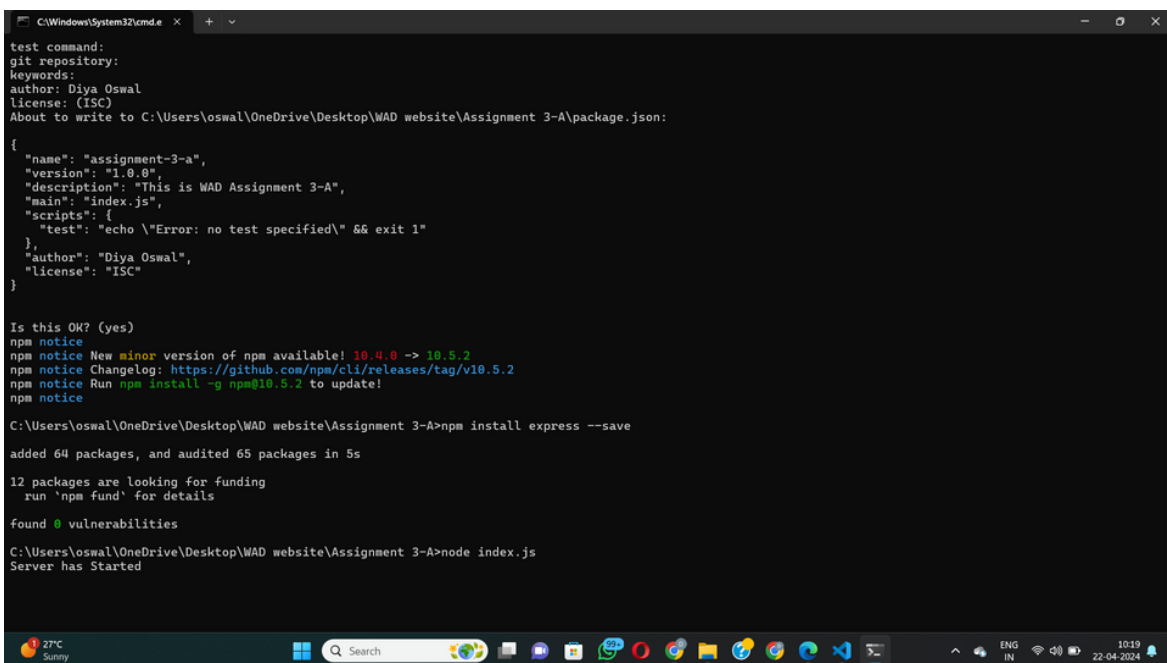 C:\Windows\System32\cmd.e
test command:
git repository:
keywords:
author: Diya Oswal
license: (ISC)
About to write to C:\Users\oswal\OneDrive\Desktop\WAD website\Assignment 3-A\package.json:
{
  "name": "assignment-3-a",
  "version": "1.0.0",
  "description": "This is WAD Assignment 3-A",
  "main": "index.js",
  "scripts": {
    "test": "echo \"Error: no test specified\" && exit 1"
  },
  "author": "Diya Oswal",
  "license": "ISC"
}
Is this OK? (yes)
npm notice
npm notice New minor version of npm available! 10.4.0 -> 10.5.2
npm notice Changelog: https://github.com/npm/cli/releases/tag/v10.5.2
npm notice Run npm install -g npm@10.5.2 to update!
npm notice
C:\Users\oswal\OneDrive\Desktop\WAD website\Assignment 3-A>npm install express --save
added 64 packages, and audited 65 packages in 5s
12 packages are looking for funding
  run `npm fund` for details
found 0 vulnerabilities
C:\Users\oswal\OneDrive\Desktop\WAD website\Assignment 3-A>node index.js
Server has Started
1
27°C
Sunny
Search
99+
ENG
IN
10:19
22-04-2024